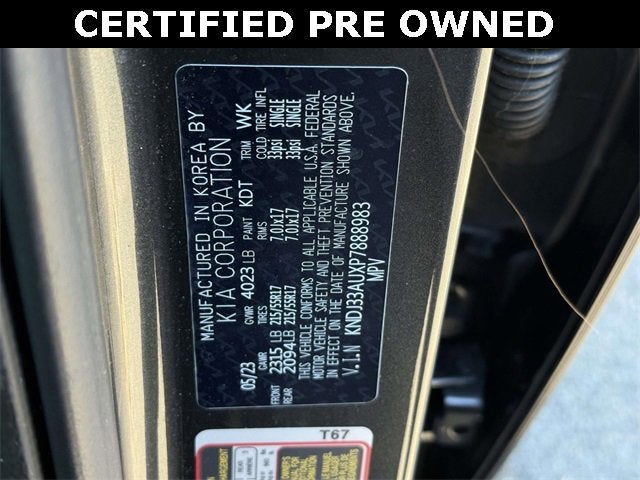 CERTIFIED PRE OWNED
MANUFACTURED IN KOREA BY
KIA CORPORATION
05/23 GVWR 4023 LB PAINT KDT TRIM WK
GAWR TIRES RIMS COLD TIRE INFL
FRONT 2315 LB 215/55R17 7.0Jx17 33psi SINGLE
REAR 2094LB 215/55R17 7.0Jx17 33psi SINGLE
THIS VEHICLE CONFORMS TO ALL APPLICABLE U.S.A. FEDERAL
MOTOR VEHICLE SAFETY AND THEFT PREVENTION STANDARDS
IN EFFECT ON THE DATE OF MANUFACTURE SHOWN ABOVE.
V.I.N KNDJ33AUXP7888983
MPV
T67